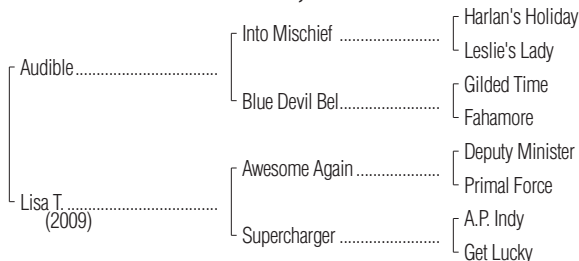 Harlan's Holiday
Into Mischief ....................
Leslie's Lady
Audible.............................
Gilded Time
Blue Devil Bel....................
Fahamore
Deputy Minister
Awesome Again .................
Primal Force
Lisa T. ..............................
(2009)
A.P. Indy
Supercharger ....................
Get Lucky